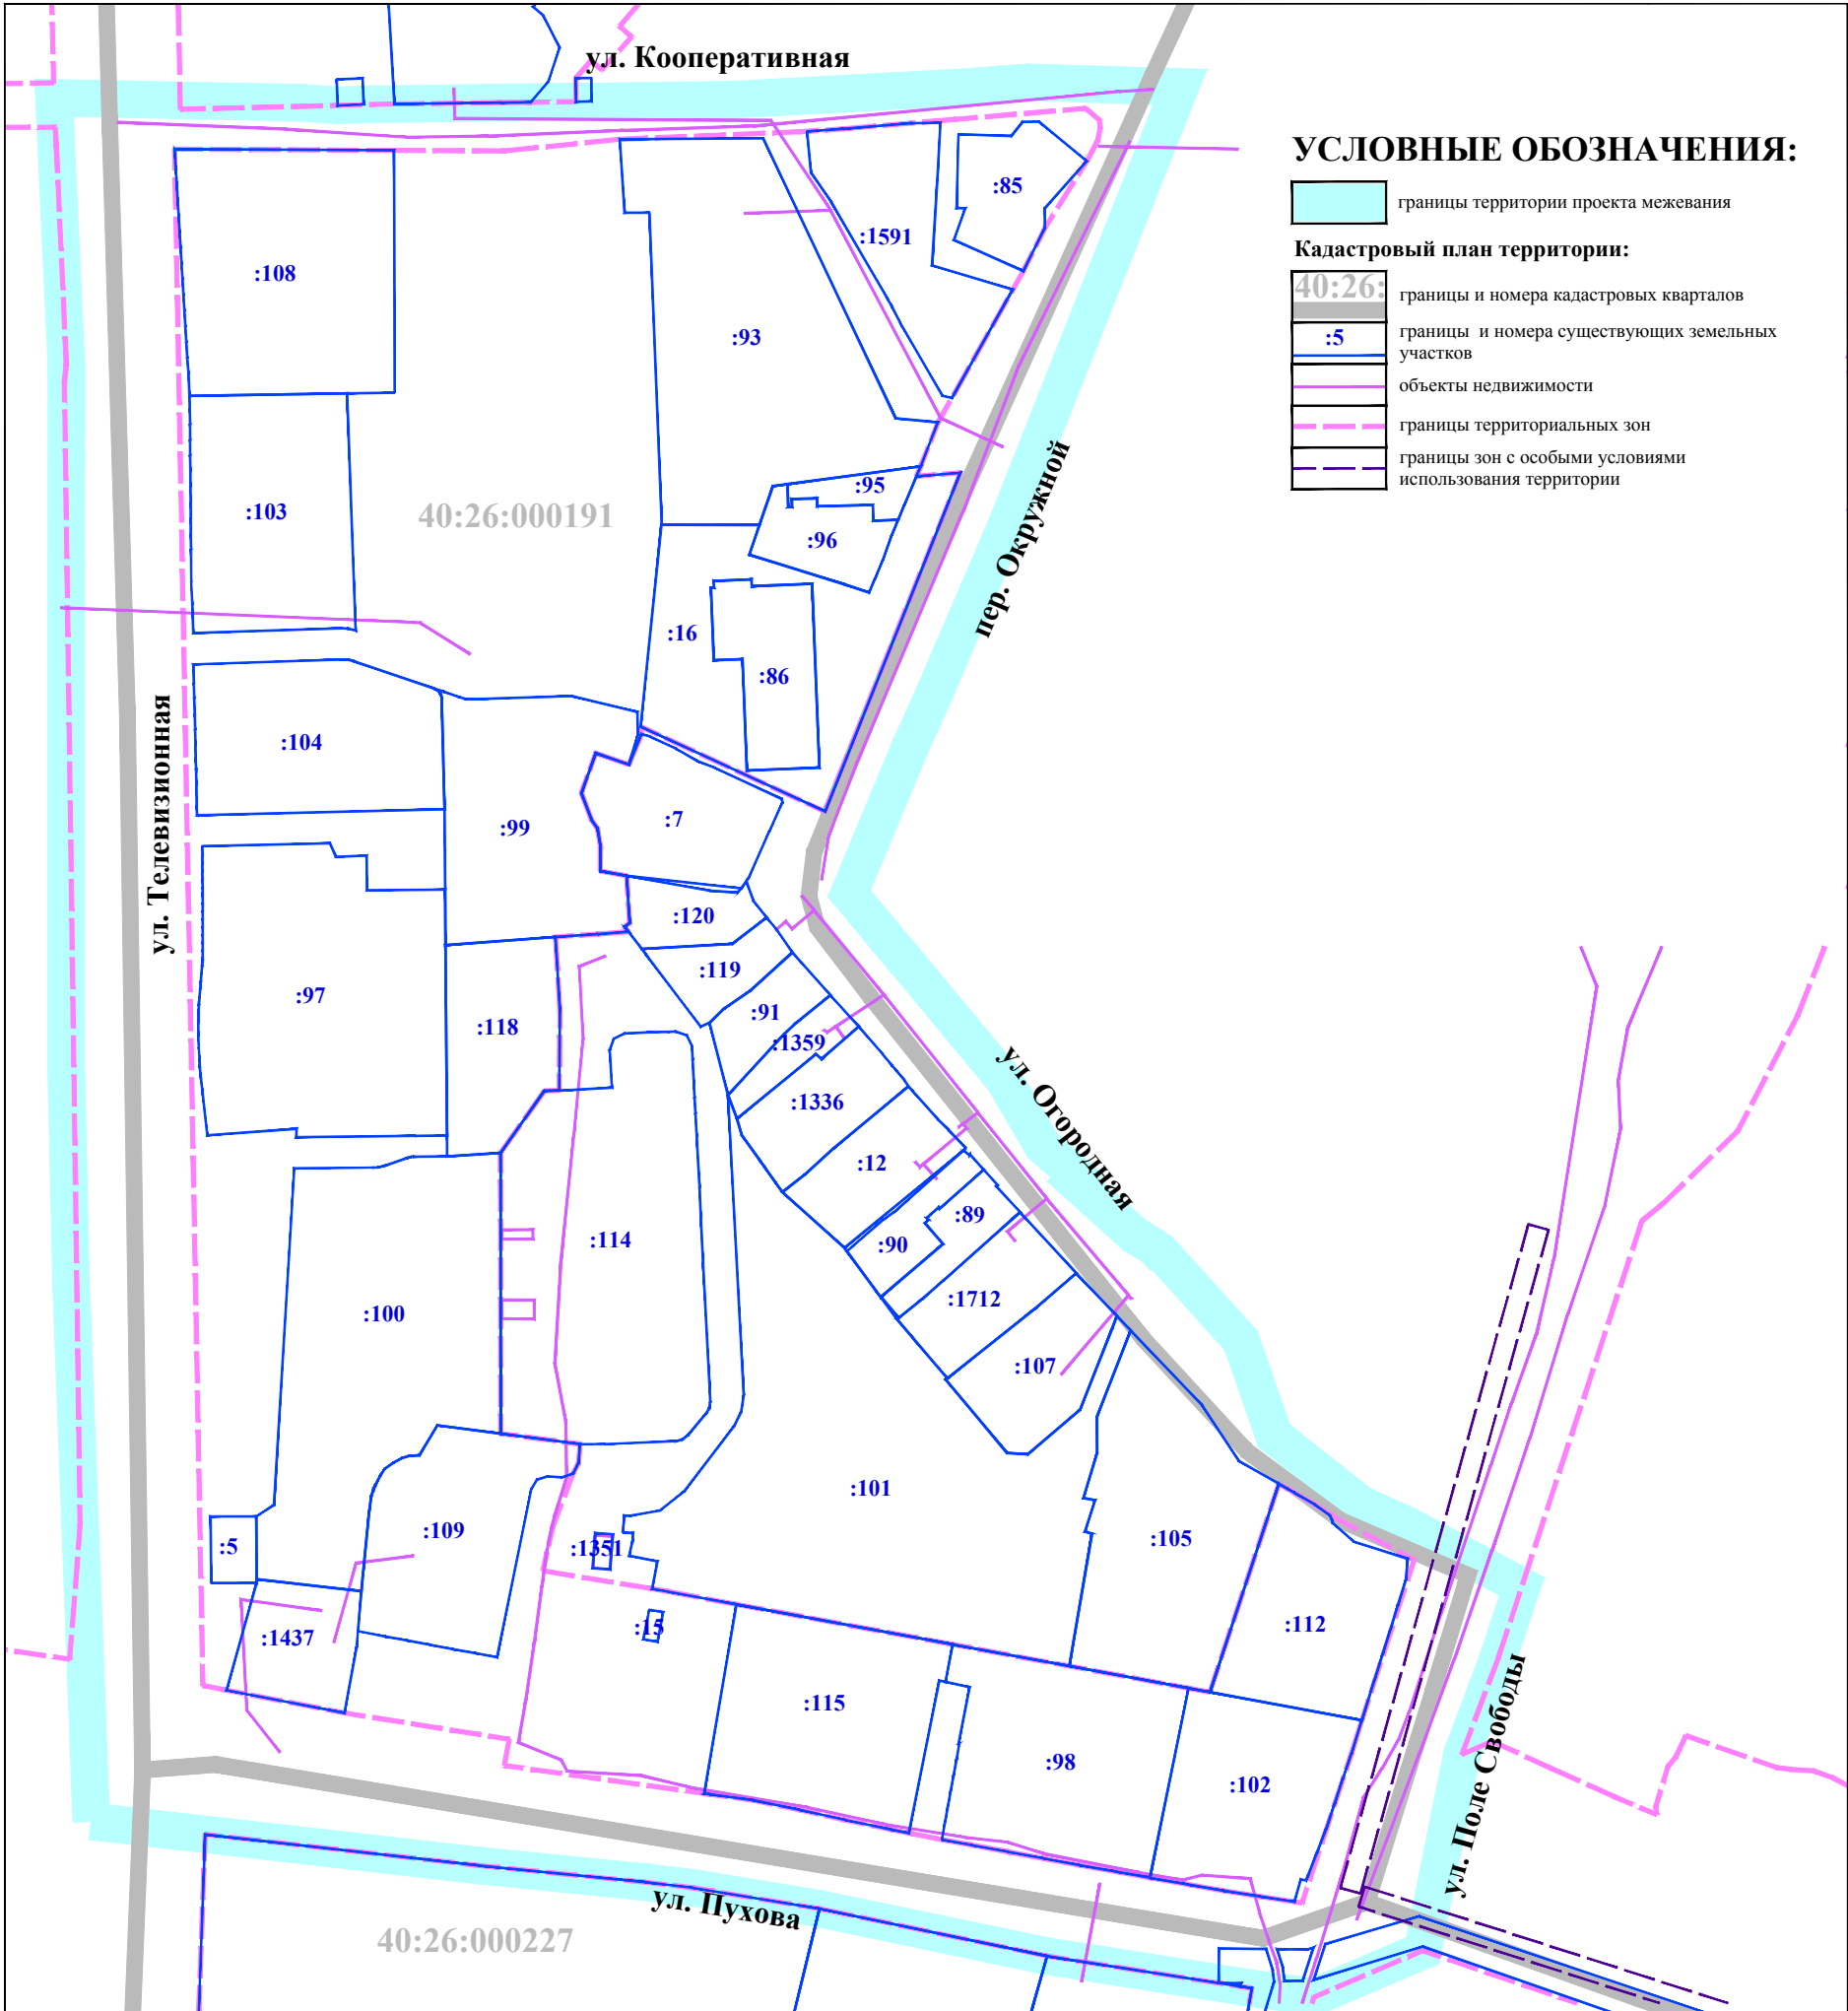 ул. Кооперативная
УСЛОВНЫЕ ОБОЗНАЧЕНИЯ:
границы территории проекта межевания
Кадастровый план территории:
40:26:
границы и номера кадастровых кварталов
:5
границы и номера существующих земельных
участков
объекты недвижимости
границы территориальных зон
границы зон с особыми условиями
использования территории
:85
:1591
:108
:93
:95
:103
40:26:000191
:96
пер. Окружной
:16
:86
:104
ул. Телевизионная
:7
:99
:120
:119
:97
:91
:118
:1359
ул. Огородная
:1336
:12
:89
:114
:90
:1712
:100
:107
:101
:109
:105
:5
:1351
:112
:15
:1437
:115
:98
ул. Поле Свободы
:102
ул. Пухова
40:26:000227